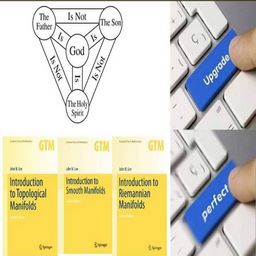 The Father
Is Not
The Son
Is
Is
God
Is Not
Is
Is Not
The Holy Spirit
Upgrade
GTM
John M. Lee
Introduction to Topological Manifolds
Springer
GTM
John M. Lee
Introduction to Smooth Manifolds
Springer
GTM
John M. Lee
Introduction to Riemannian Manifolds
Springer
perfect